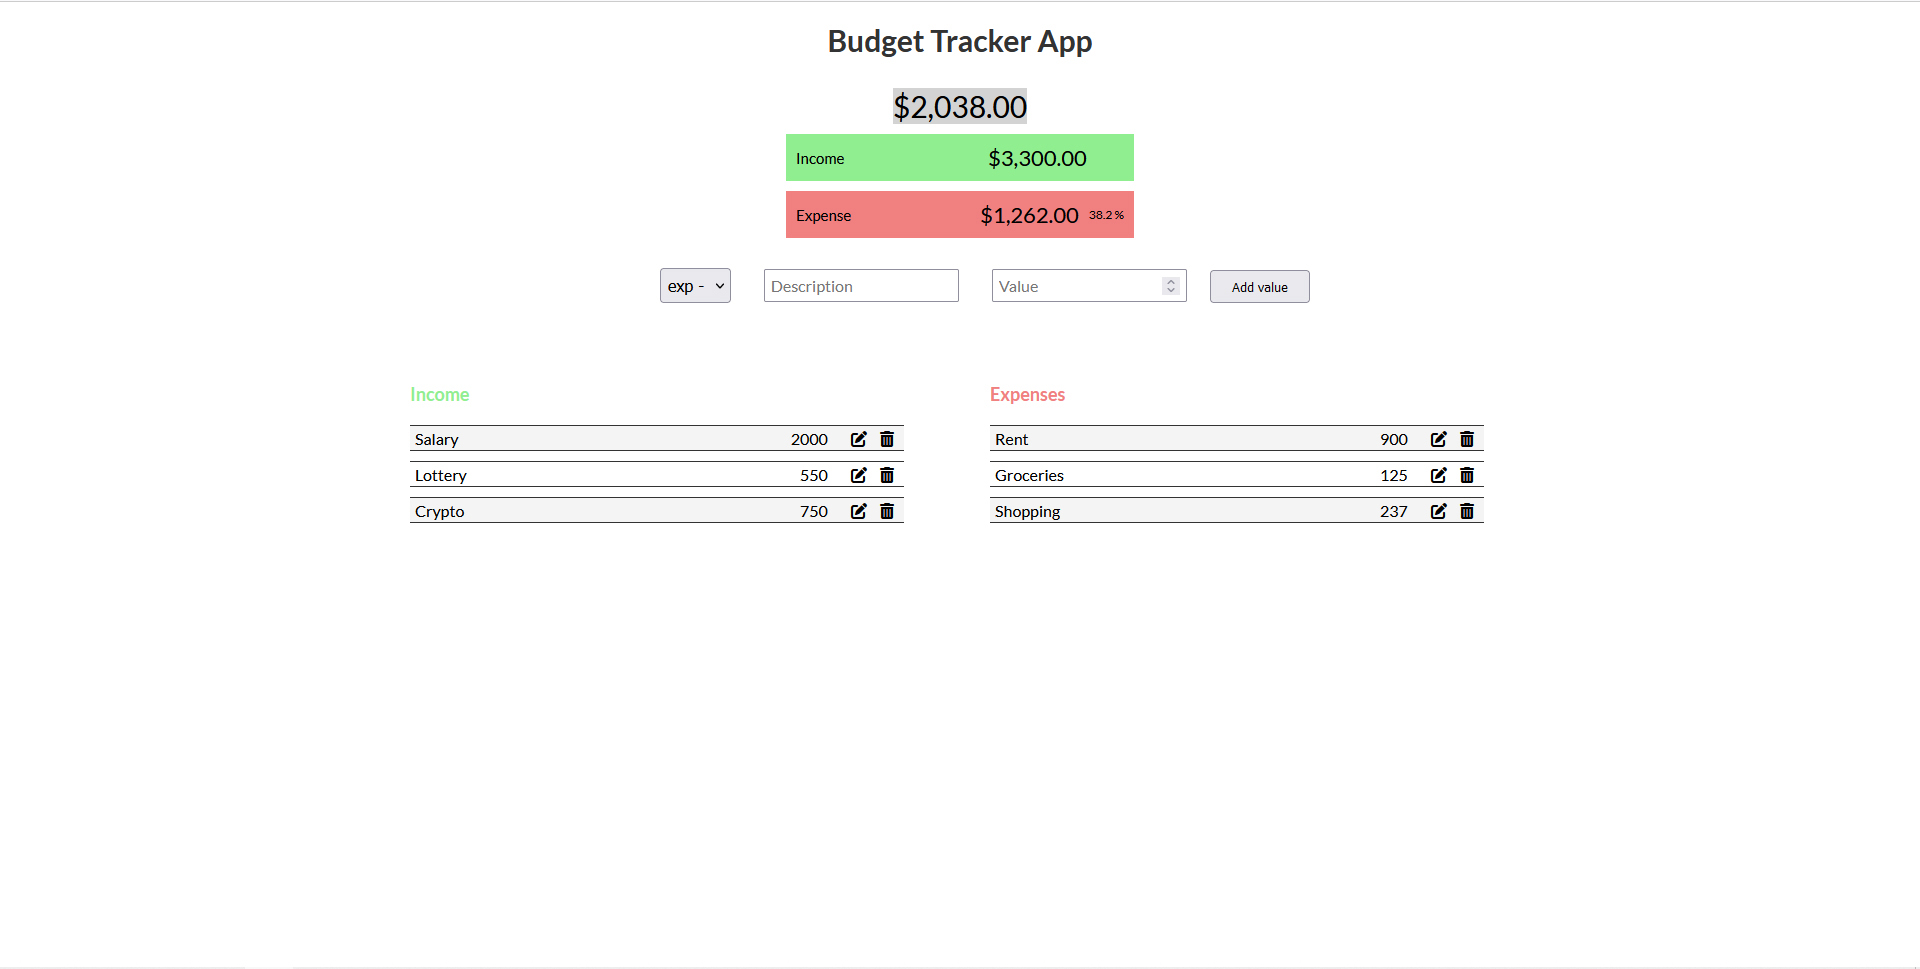 Budget Tracker App
$2,038.00
Income $3,300.00
Expense $1,262.00 38.2 %
exp - Description Value Add value
Income
Salary 2000
Lottery 550
Crypto 750
Expenses
Rent 900
Groceries 125
Shopping 237